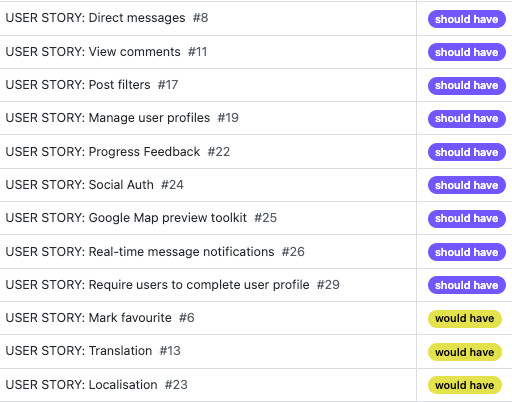 USER STORY: Direct messages #8 should have
USER STORY: View comments #11 should have
USER STORY: Post filters #17 should have
USER STORY: Manage user profiles #19 should have
USER STORY: Progress Feedback #22 should have
USER STORY: Social Auth #24 should have
USER STORY: Google Map preview toolkit #25 should have
USER STORY: Real-time message notifications #26 should have
USER STORY: Require users to complete user profile #29 should have
USER STORY: Mark favourite #6 would have
USER STORY: Translation #13 would have
USER STORY: Localisation #23 would have